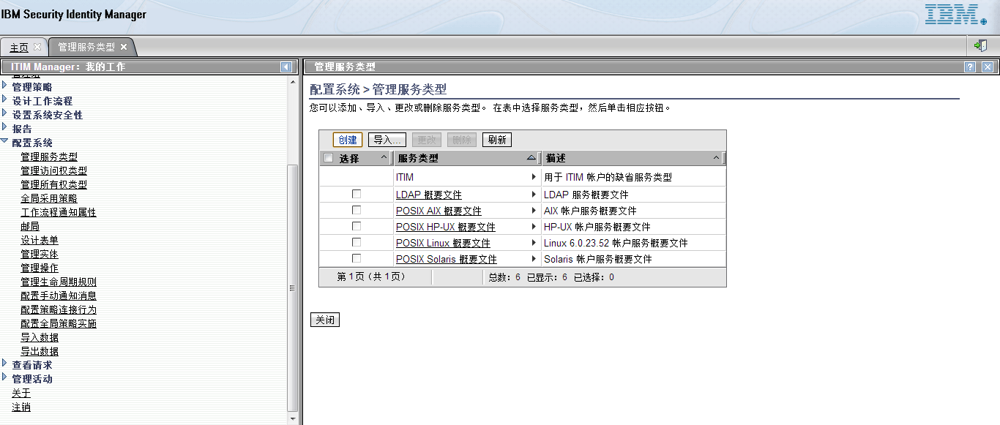 IBM Security Identity Manager
IBM
主页
管理服务类型
ITIM Manager：我的工作
管理策略
设计工作流程
设置系统安全性
报告
配置系统
管理服务类型
管理访问权类型
管理所有权类型
全局采用策略
工作流程通知属性
邮局
设计表单
管理实体
管理操作
管理生命周期规则
配置手动通知消息
配置策略连接行为
配置全局策略实施
导入数据
导出数据
查看请求
管理活动
关于
注销
管理服务类型
?
配置系统 > 管理服务类型
您可以添加、导入、更改或删除服务类型。 在表中选择服务类型，然后单击相应按钮。
创建 导入... 更改 删除 刷新
选择 服务类型 描述
ITIM 用于 ITIM 帐户的缺省服务类型
LDAP 概要文件 LDAP 服务概要文件
POSIX AIX 概要文件 AIX 帐户服务概要文件
POSIX HP-UX 概要文件 HP-UX 帐户服务概要文件
POSIX Linux 概要文件 Linux 6.0.23.52 帐户服务概要文件
POSIX Solaris 概要文件 Solaris 帐户服务概要文件
第 1 页（共 1 页） 总数： 6 已显示： 6 已选择： 0
关闭